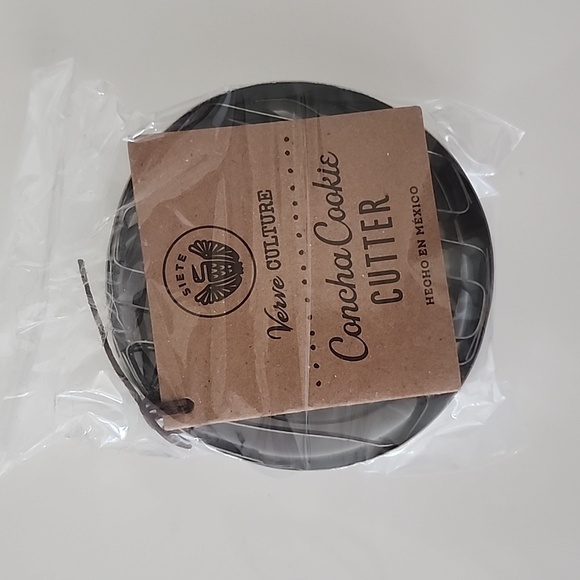 SIETE
Verve CULTURE
Concha Cookie
CUTTER
HECHO EN MÉXICO